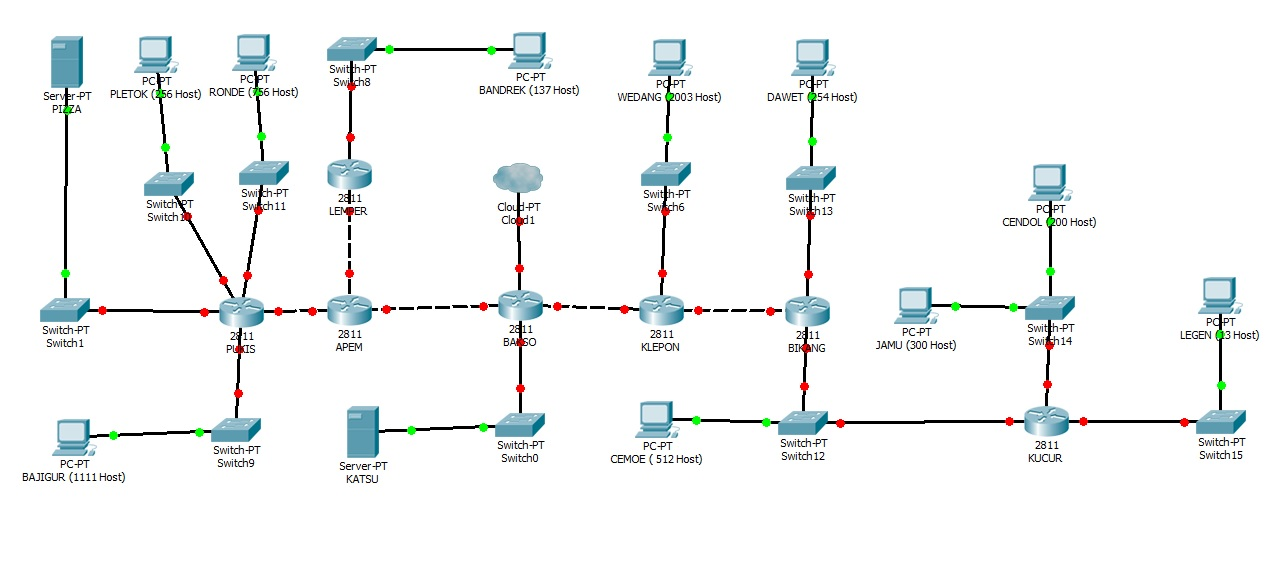 Server-PT
PIZZA
PC-PT
PLETOK (256 Host)
PC-PT
RONDE (756 Host)
Switch-PT
Switch8
PC-PT
BANDREK (137 Host)
PC-PT
WEDANG (2003 Host)
PC-PT
DAWET (254 Host)
Switch-PT
Switch10
Switch-PT
Switch11
2811
LEMPER
Cloud-PT
Cloud1
Switch-PT
Switch6
Switch-PT
Switch13
PC-PT
CENDOL (200 Host)
Switch-PT
Switch1
2811
PUKIS
2811
APEM
2811
BAKSO
2811
KLEPON
2811
BIKANG
PC-PT
JAMU (300 Host)
Switch-PT
Switch14
PC-PT
LEGEN Host)
PC-PT
BAJIGUR (1111 Host)
Switch-PT
Switch9
Server-PT
KATSU
Switch-PT
Switch0
PC-PT
CEMOE ( 512 Host)
Switch-PT
Switch12
2811
KUCUR
Switch-PT
Switch15